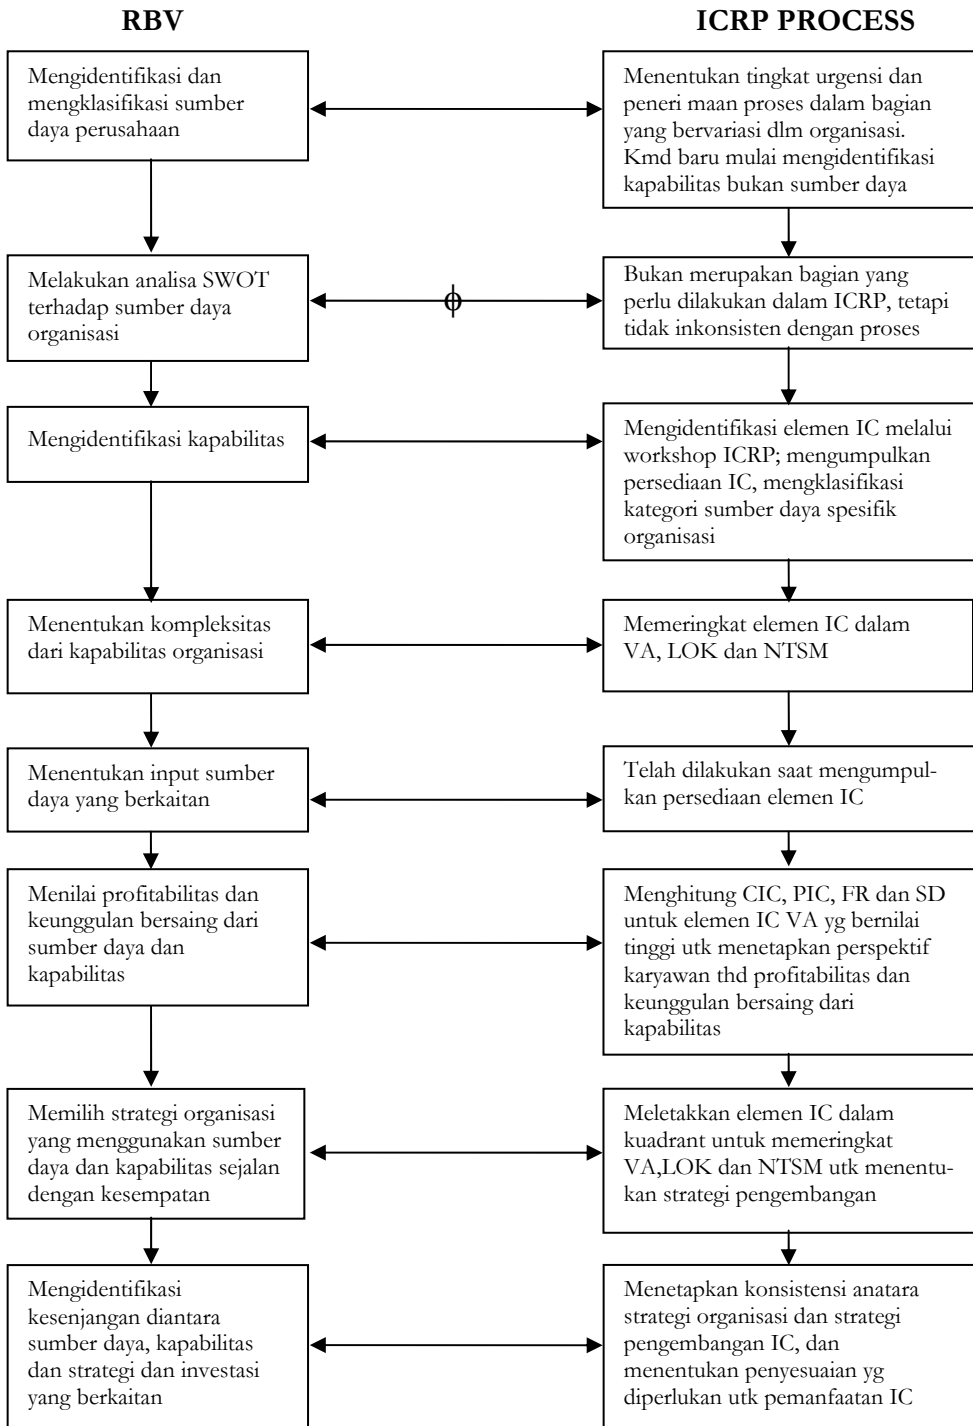 RBV
ICRP PROCESS
Mengidentifikasi dan
mengklasifikasi sumber
daya perusahaan
Menentukan tingkat urgensi dan
peneri maan proses dalam bagian
yang bervariasi dlm organisasi.
Kmd baru mulai mengidentifikasi
kapabilitas bukan sumber daya
Melakukan analisa SWOT
terhadap sumber daya
organisasi
ϕ
Bukan merupakan bagian yang
perlu dilakukan dalam ICRP, tetapi
tidak inkonsisten dengan proses
Mengidentifikasi kapabilitas
Mengidentifikasi elemen IC melalui
workshop ICRP; mengumpulkan
persediaan IC, mengklasifikasi
kategori sumber daya spesifik
organisasi
Menentukan kompleksitas
dari kapabilitas organisasi
Memeringkat elemen IC dalam
VA, LOK dan NTSM
Menentukan input sumber
daya yang berkaitan
Telah dilakukan saat mengumpul-
lkan persediaan elemen IC
Menilai profitabilitas dan
keunggulan bersaing dari
sumber daya dan
kapabilitas
Menghitung CIC, PIC, FR dan SD
untuk elemen IC VA yg bernilai
tinggi utk menetapkan perspektif
karyawan thd profitabilitas dan
keunggulan bersaing dari
kapabilitas
Memilih strategi organisasi
yang menggunakan sumber
daya dan kapabilitas sejalan
dengan kesempatan
Meletakkan elemen IC dalam
kuadrant untuk memeringkat
VA,LOK dan NTSM utk menentu-
kan strategi pengembangan
Mengidentifikasi
kesenjangan diantara
sumber daya, kapabilitas
dan strategi dan investasi
yang berkaitan
Menetapkan konsistensi anatara
strategi organisasi dan strategi
pengembangan IC, dan
menentukan penyesuaian yg
diperlukan utk pemanfaatan IC